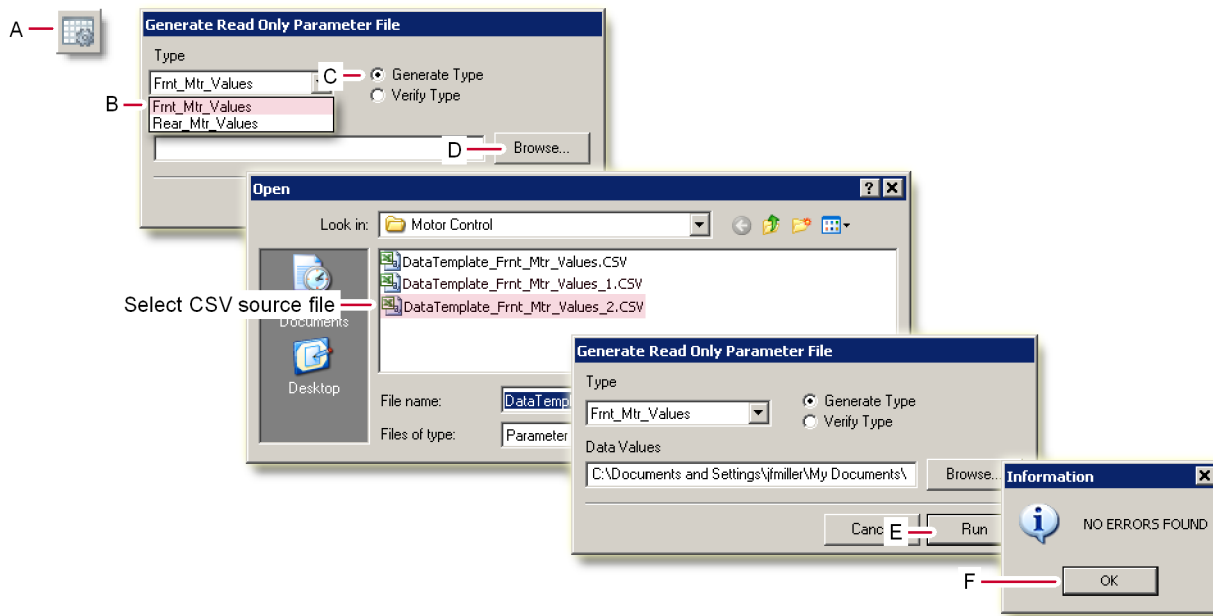 A
Generate Read Only Parameter File
Type
Frnt_Mtr_Values
C
Generate Type
Verify Type
B
Frnt_Mtr_Values
Rear_Mtr_Values
D
Browse...
Open
Look in:
Motor Control
DataTemplate_Frnt_Mtr_Values.CSV
DataTemplate_Frnt_Mtr_Values_1.CSV
DataTemplate_Frnt_Mtr_Values_2.CSV
Select CSV source file
Documents
Desktop
File name:
DataTempl
Files of type:
Parameter
Generate Read Only Parameter File
Type
Frnt_Mtr_Values
Generate Type
Verify Type
Data Values
C:\Documents and Settings\jfmiller\My Documents\
Browse...
Canc
E
Run
Information
NO ERRORS FOUND
F
OK